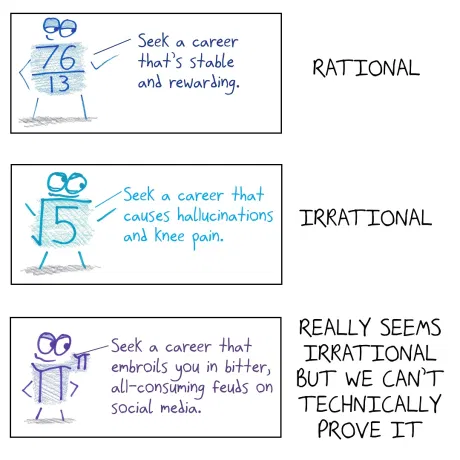 76
13
Seek a career
that's stable
and rewarding.
RATIONAL
√5
Seek a career that
causes hallucinations
and knee pain.
IRRATIONAL
π
π
Seek a career that
embroils you in bitter,
all-consuming feuds on
social media.
REALLY SEEMS
IRRATIONAL
BUT WE CAN'T
TECHNICALLY
PROVE IT